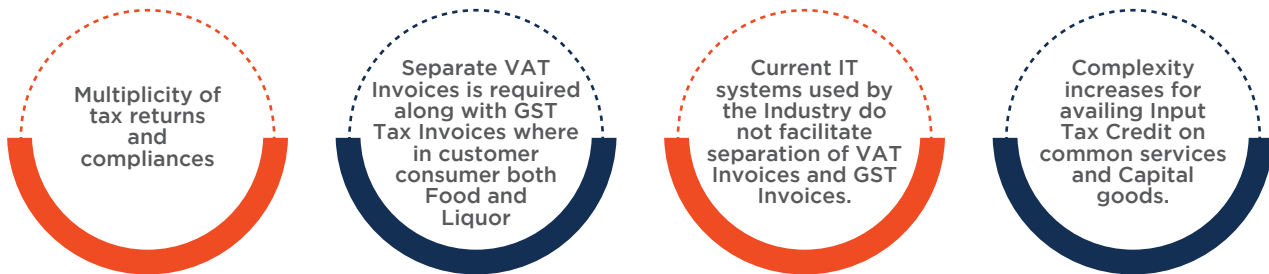 Multiplicity of
tax returns
and
compliances
Separate VAT
Invoices is required
along with GST
Tax Invoices where
in customer
consumer both
Food and
Liquor
Current IT
systems used by
the Industry do
not facilitate
separation of VAT
Invoices and GST
Invoices.
Complexity
increases for
availing Input
Tax Credit on
common services
and Capital
goods.